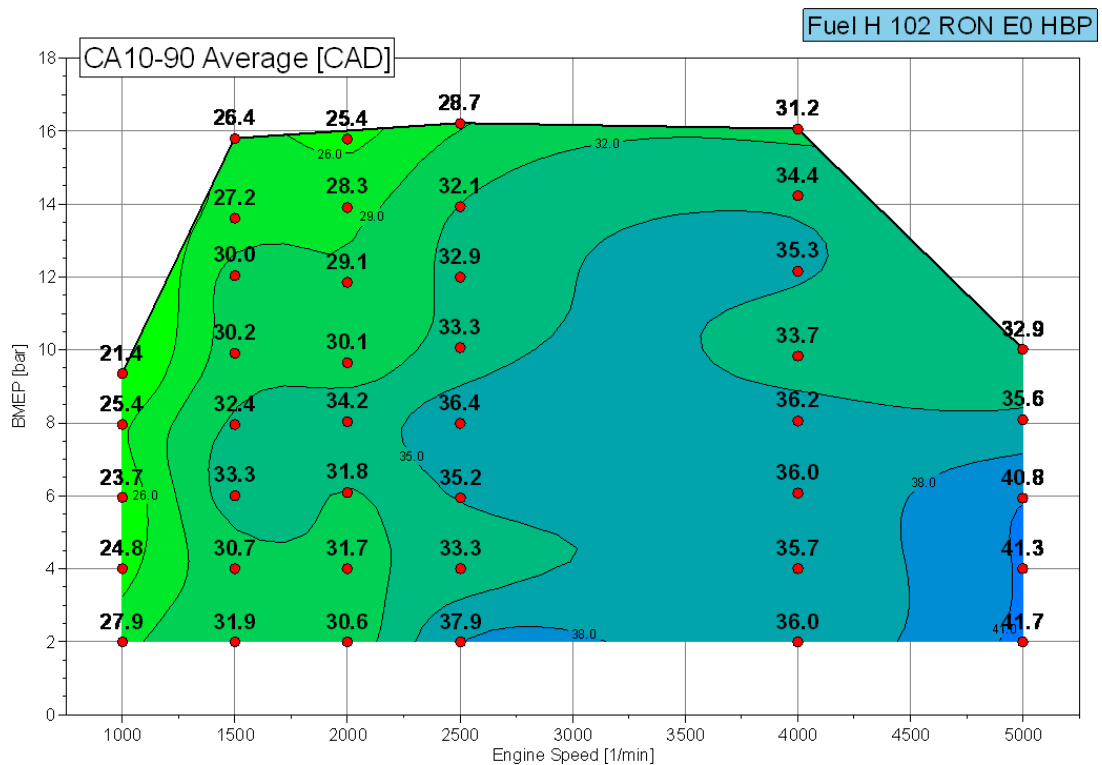 Fuel H 102 RON E0 HBP
CA10-90 Average [CAD]
18
16
14
12
10
8
6
4
2
0
BMEP [bar]
26.4 25.4 28.7 31.2
26.0 32.0
27.2 28.3 32.1 34.4
29.0
30.0 29.1 32.9 35.3
21.4 30.2 30.1 33.3 33.7 32.9
25.4 32.4 34.2 36.4 36.2 35.6
35.0
23.7 33.3 31.8 35.2 36.0 40.8
26.0 38.0
24.8 30.7 31.7 33.3 35.7 41.3
27.9 31.9 30.6 37.9 36.0 41.7
38.0 41.0
1000 1500 2000 2500 3000 3500 4000 4500 5000
Engine Speed [1/min]